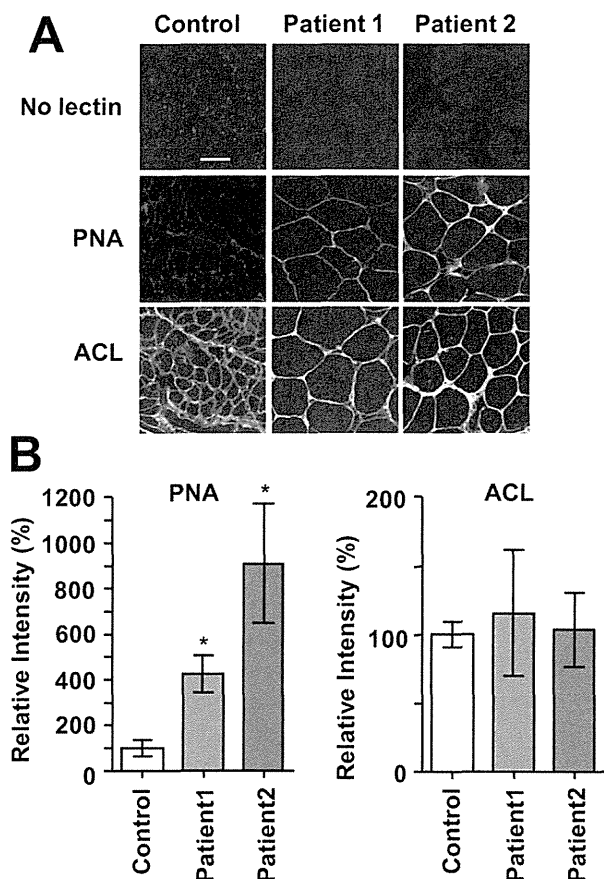 A
Control Patient 1 Patient 2
No lectin
PNA
ACL
B
PNA
Relative Intensity (%)
1200
1000
800
600
400
200
0
*
*
Control
Patient1
Patient2
ACL
Relative Intensity (%)
200
100
0
Control
Patient1
Patient2